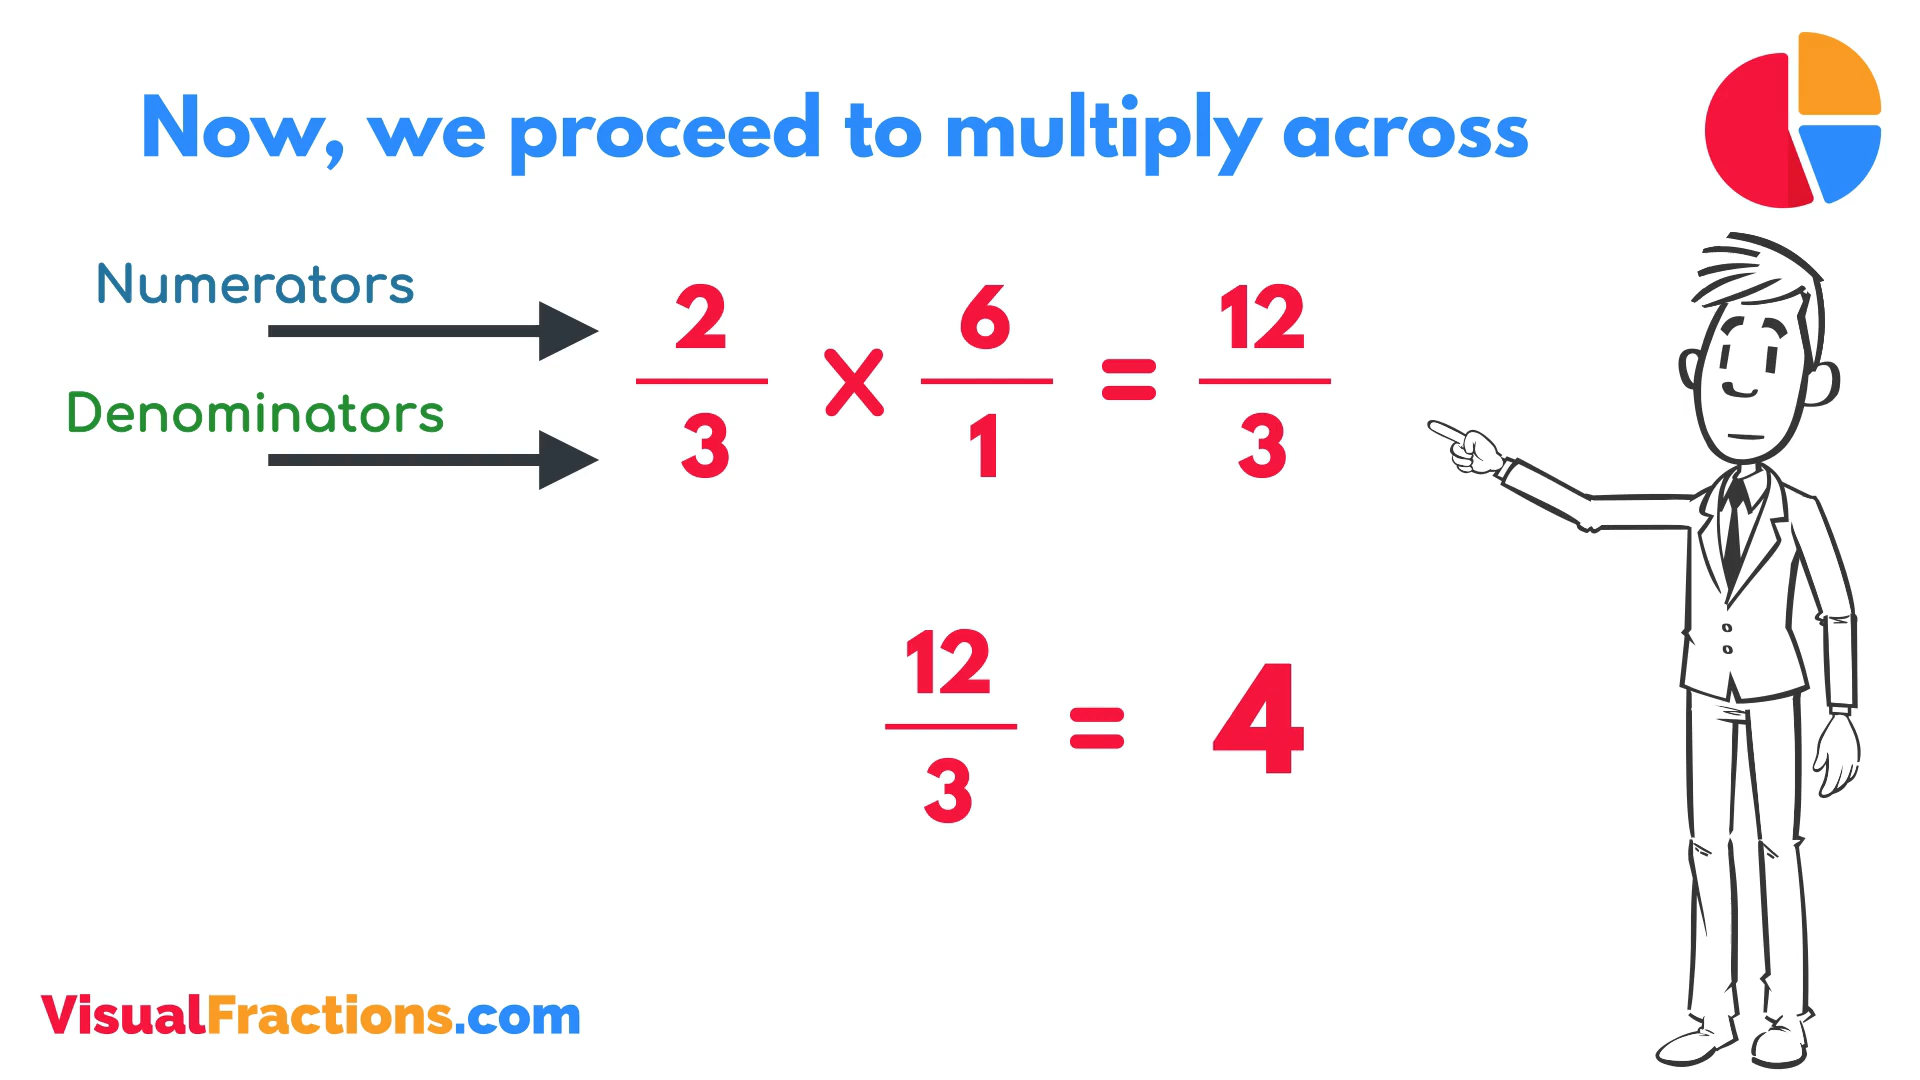 Now, we proceed to multiply across
Numerators
Denominators
2/3 x 6/1 = 12/3
12/3 = 4
VisualFractions.com